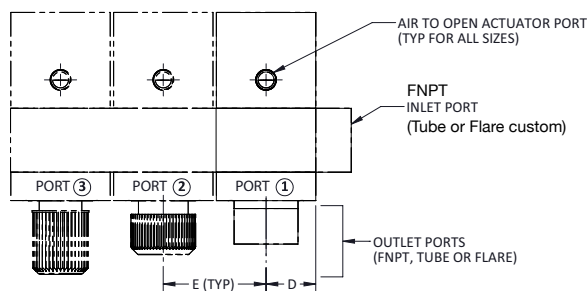 AIR TO OPEN ACTUATOR PORT
(TYP FOR ALL SIZES)
FNPT
INLET PORT
(Tube or Flare custom)
PORT 3
PORT 2
PORT 1
OUTLET PORTS
(FNPT, TUBE OR FLARE)
E (TYP)
D